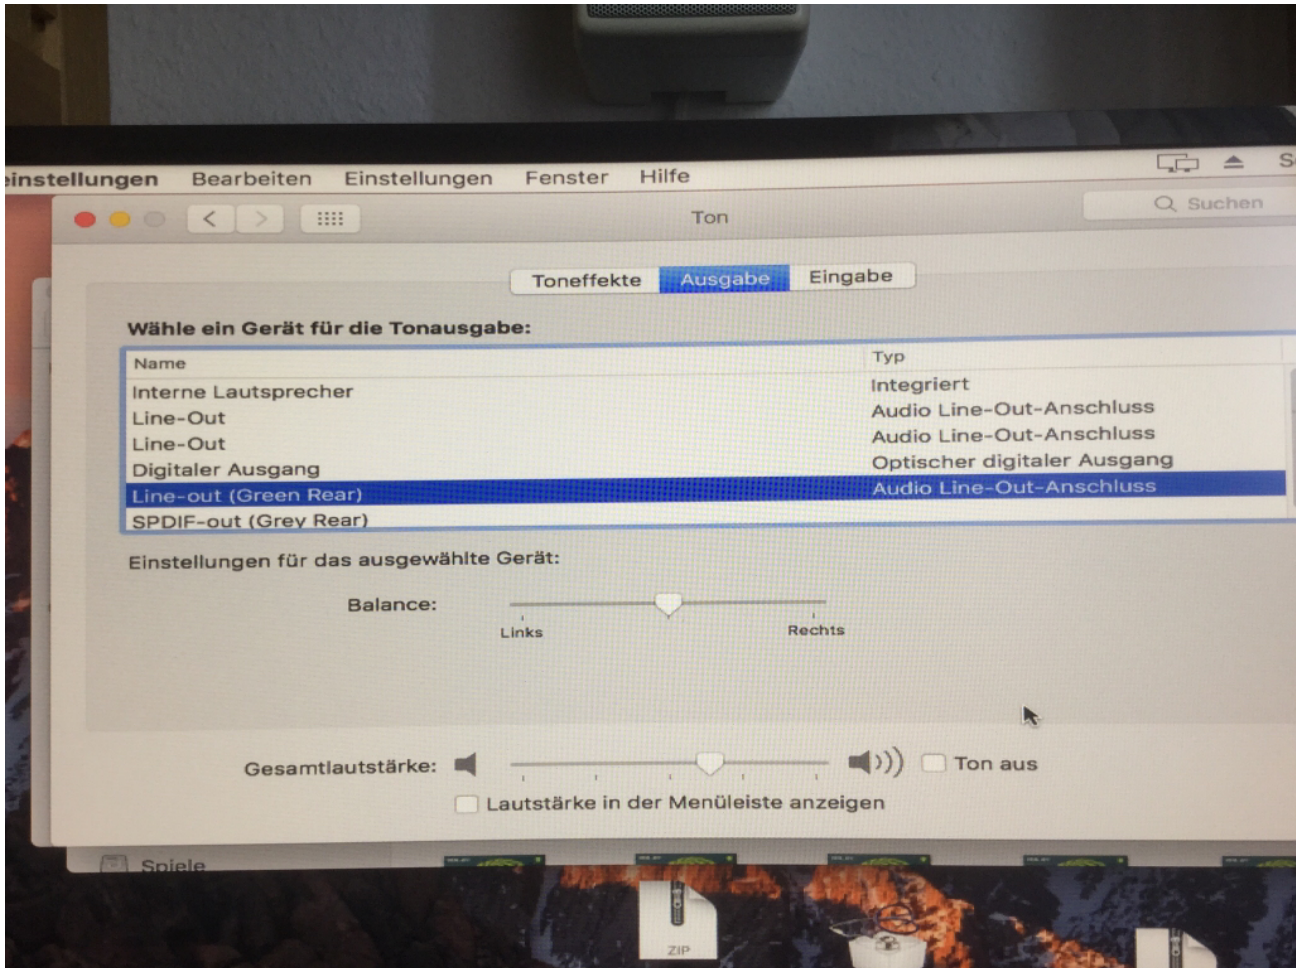 einstellungen Bearbeiten Einstellungen Fenster Hilfe
Ton
Suchen
Toneffekte Ausgabe Eingabe
Wähle ein Gerät für die Tonausgabe:
Name Typ
Interne Lautsprecher Integriert
Line-Out Audio Line-Out-Anschluss
Line-Out Audio Line-Out-Anschluss
Digitaler Ausgang Optischer digitaler Ausgang
Line-out (Green Rear) Audio Line-Out-Anschluss
SPDIF-out (Grey Rear)
Einstellungen für das ausgewählte Gerät:
Balance:
Links Rechts
Gesamtlautstärke: Ton aus
Lautstärke in der Menüleiste anzeigen
Spiele
ZIP